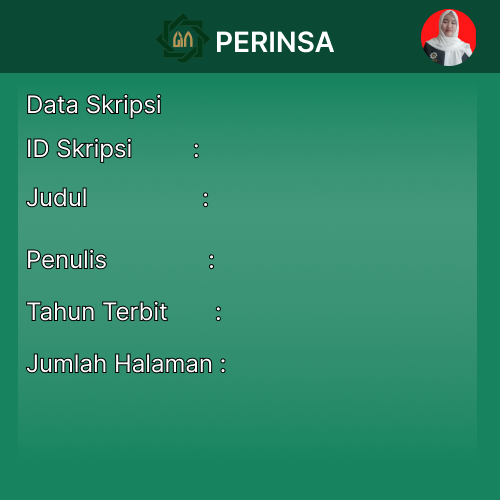 PERINSA
Data Skripsi
ID Skripsi :
Judul :
Penulis :
Tahun Terbit :
Jumlah Halaman :